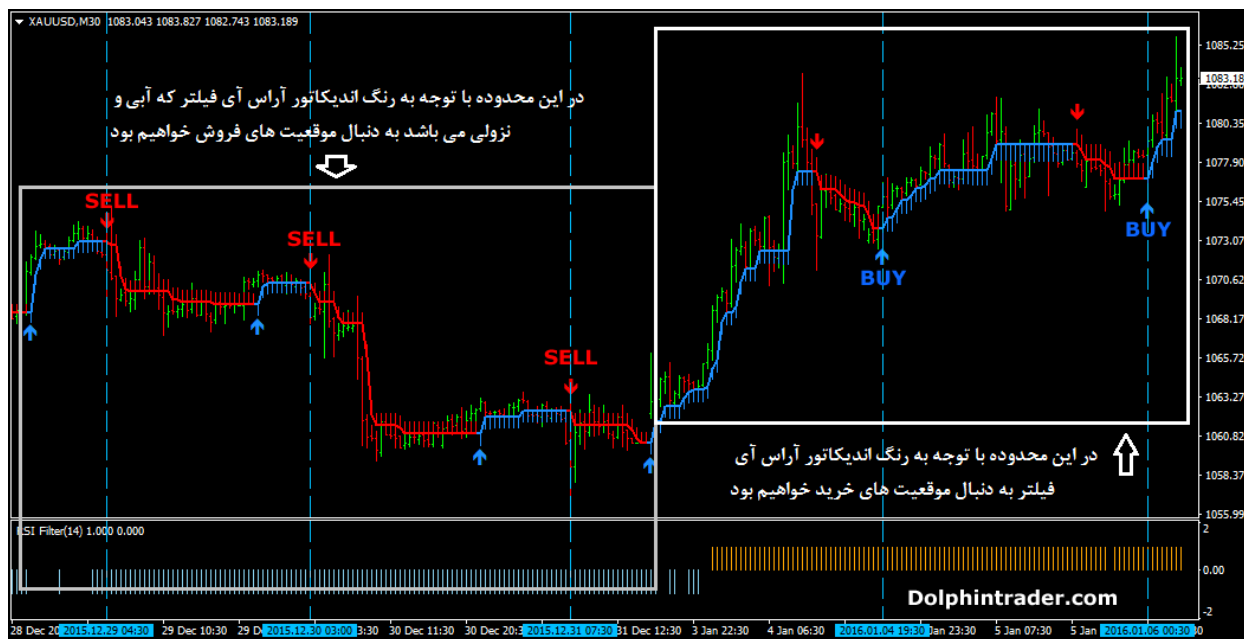 XAUUSD,M30 1083.043 1083.827 1082.743 1083.189
در این محدوده با توجه به رنگ اندیکاتور آراس آی فیلتر که آبی و
نزولی می باشد به دنبال موقعیت های فروش خواهیم بود
SELL
SELL
SELL
BUY
BUY
در این محدوده با توجه به رنگ اندیکاتور آراس آی
فیلتر به دنبال موقعیت های خرید خواهیم بود
1085.25
1083.18
1080.35
1077.90
1075.45
1073.07
1070.62
1068.17
1065.72
1063.27
1060.82
1058.37
1055.99
RSI Filter(14) 1.000 0.000
2
0.00
-2
Dolphintrader.com
28 Dec 20 2015.12.29 04:30 29 Dec 10:30 29 D 2015.12.30 03:00 3:30 30 Dec 11:30 30 Dec 20:3 2015.12.31 07:30 31 Dec 12:30 3 Jan 22:30 4 Jan 06:30 2016.01.04 19:30 Jan 23:30 5 Jan 07:30 5 Jan 2016.01.06 00:30